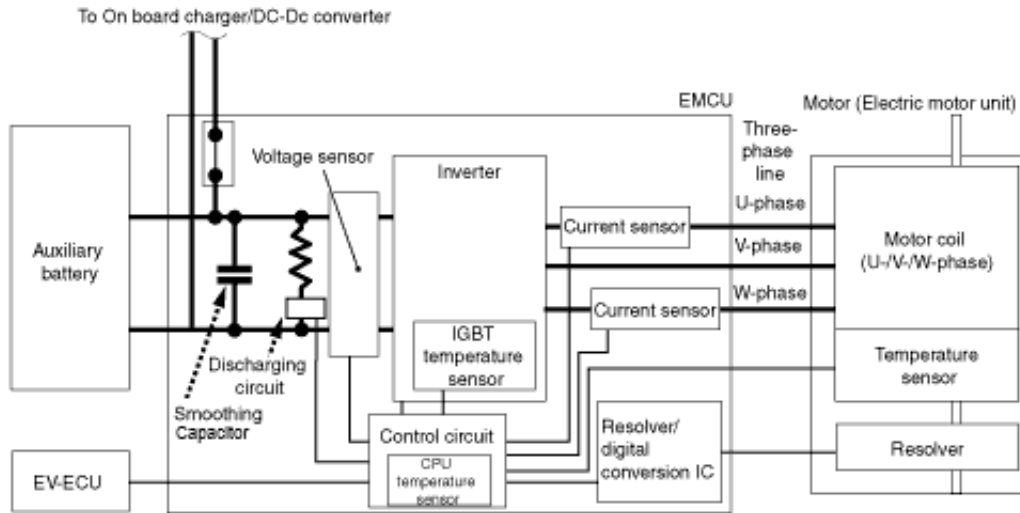 To On board charger/DC-Dc converter
EMCU
Motor (Electric motor unit)
Three-
phase
line
Voltage sensor
Inverter
U-phase
Current sensor
V-phase
Motor coil
(U-/V-/W-phase)
Auxiliary
battery
W-phase
Current sensor
IGBT
temperature
sensor
Temperature
sensor
Discharging
circuit
Smoothing
Capacitor
Control circuit
CPU
temperature
sensor
Resolver/
digital
conversion IC
Resolver
EV-ECU